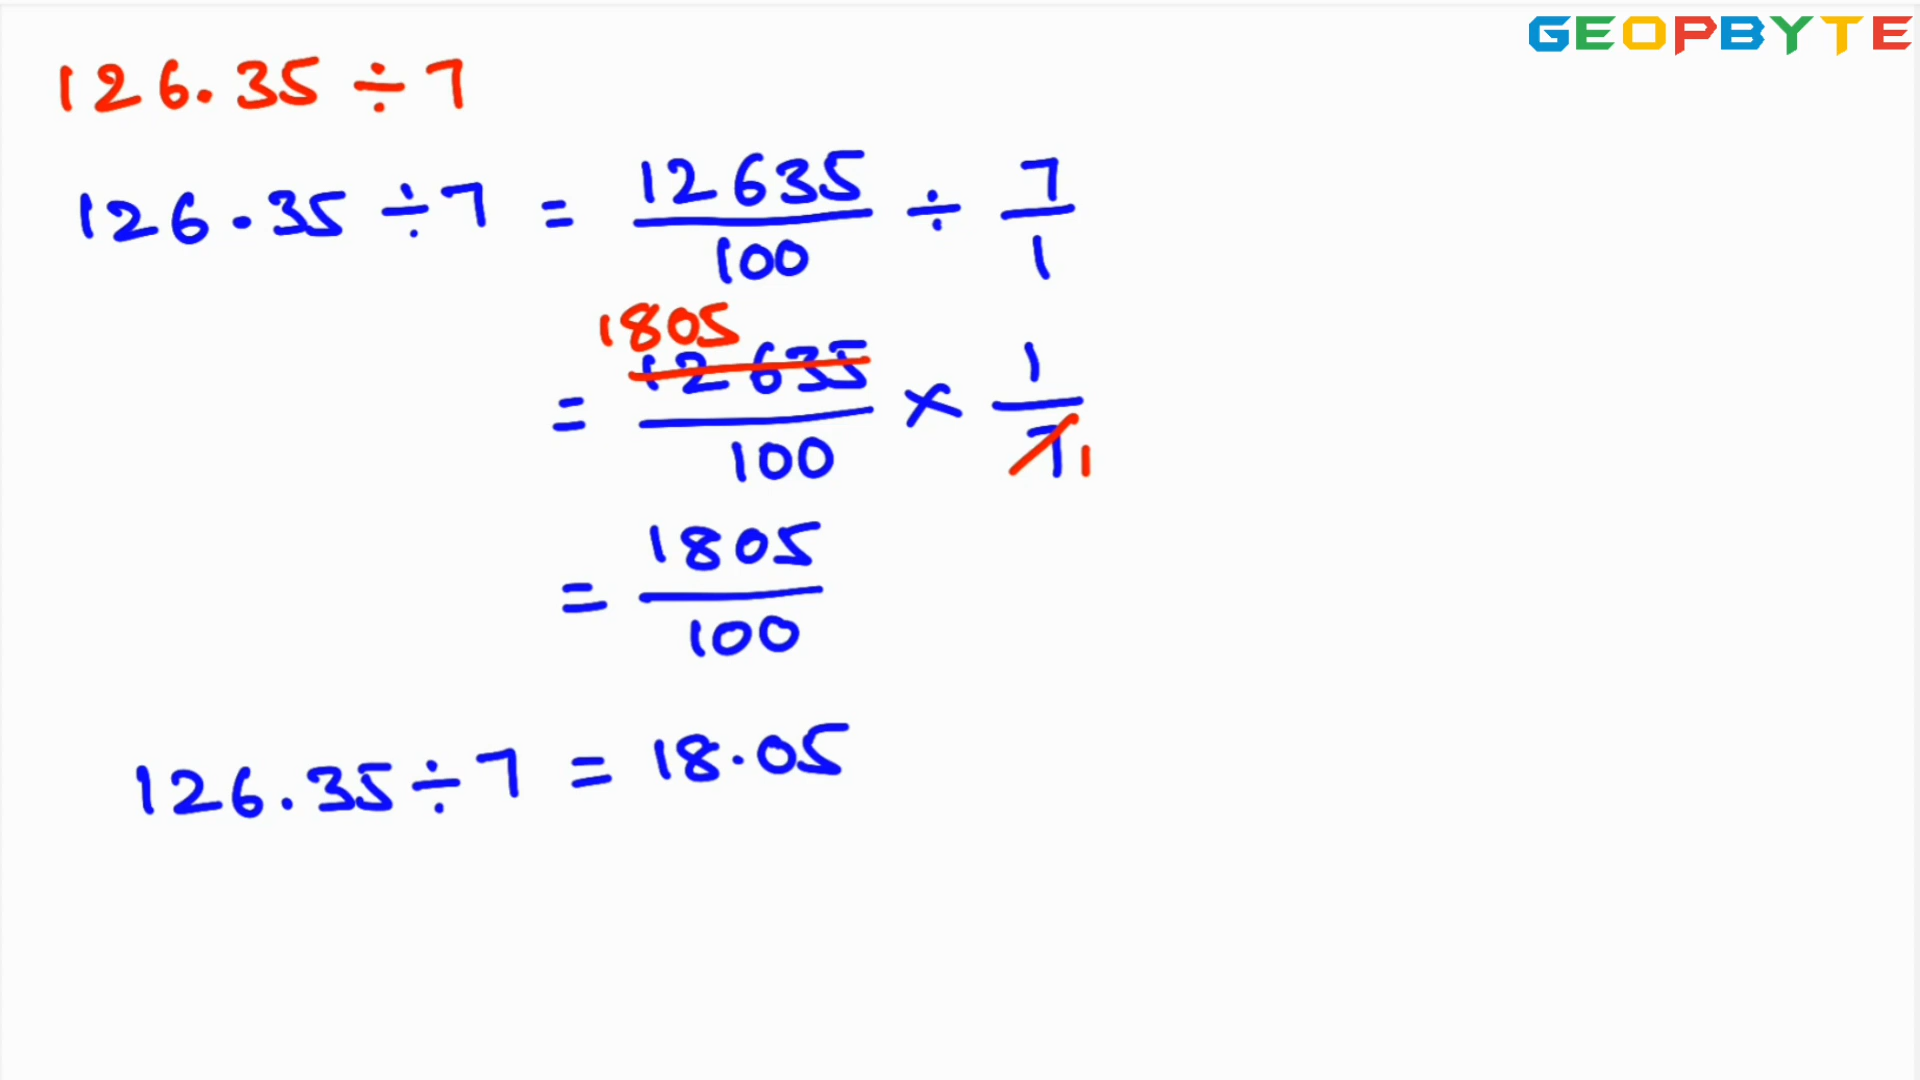 GEOPBYTE
126.35 ÷ 7
126.35 ÷ 7 = 12635/100 ÷ 7/1
1805
= 12635/100 × 1/7 1
= 1805/100
126.35 ÷ 7 = 18.05